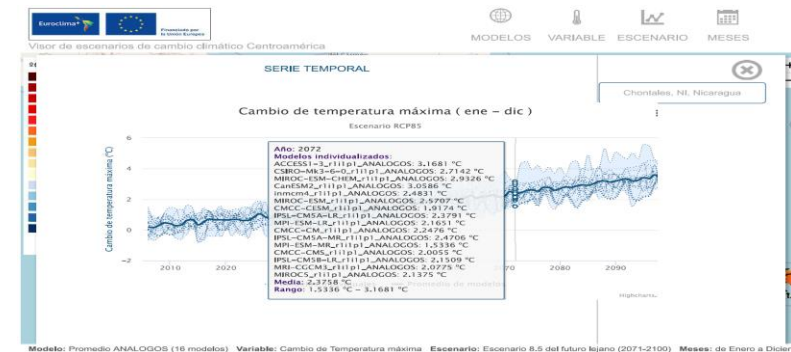 Euroclima+
Financiado por
la Unión Europea
MODELOS VARIABLE ESCENARIO MESES
Visor de escenarios de cambio climático Centroamérica
SERIE TEMPORAL
Chontales, NI, Nicaragua
Cambio de temperatura máxima ( ene – dic )
Escenario RCP85
Cambio de temperatura máxima (°C)
6
4
2
0
−2
2010 2020 70 2080 2090
Año: 2072
Modelos individualizados:
ACCESS1-3_r1i1p1_ANALOGOS: 3.1681 °C
CSIRO-Mk3-6-0_r1i1p1_ANALOGOS: 2.7142 °C
MIROC-ESM-CHEM_r1i1p1_ANALOGOS: 2.9326 °C
CanESM2_r1i1p1_ANALOGOS: 3.0586 °C
inmcm4_r1i1p1_ANALOGOS: 2.4831 °C
MIROC-ESM_r1i1p1_ANALOGOS: 2.5707 °C
CMCC-CESM_r1i1p1_ANALOGOS: 1.9174 °C
IPSL-CM5A-LR_r1i1p1_ANALOGOS: 2.3791 °C
MPI-ESM-LR_r1i1p1_ANALOGOS: 2.1651 °C
CMCC-CM_r1i1p1_ANALOGOS: 2.2476 °C
IPSL-CM5A-MR_r1i1p1_ANALOGOS: 2.4706 °C
MPI-ESM-MR_r1i1p1_ANALOGOS: 1.5336 °C
CMCC-CMS_r1i1p1_ANALOGOS: 2.0055 °C
IPSL-CM5B-LR_r1i1p1_ANALOGOS: 2.1509 °C
MRI-CGCM3_r1i1p1_ANALOGOS: 2.0775 °C
MIROC5_r1i1p1_ANALOGOS: 2.1375 °C
Media: 2.3758 °C
Rango: 1.5336 °C – 3.1681 °C
Promedio de modelos
Highcharts.
Modelo: Promedio ANALOGOS (16 modelos) Variable: Cambio de Temperatura máxima Escenario: Escenario 8.5 del futuro lejano (2071-2100) Meses: de Enero a Dicier